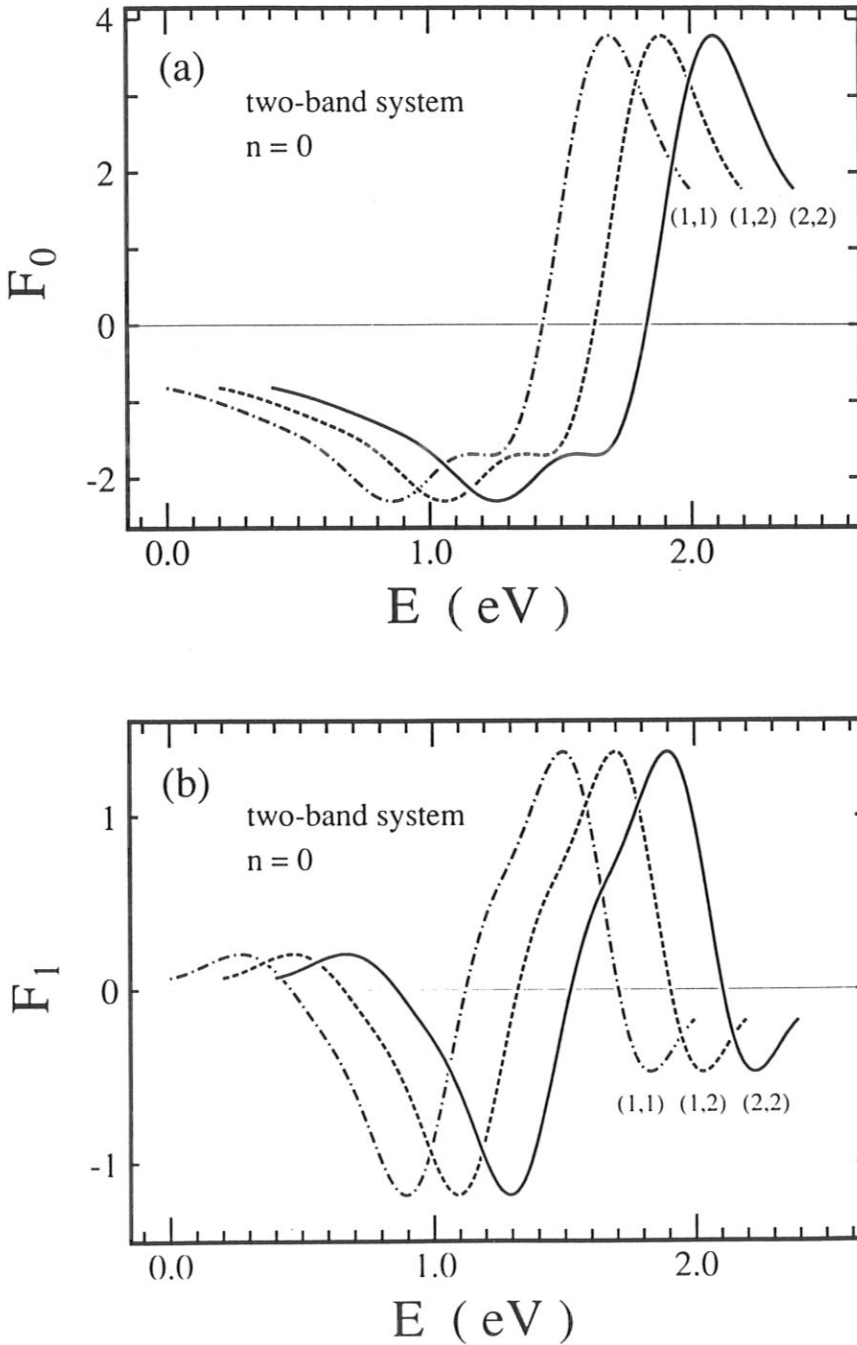 4
(a)
two-band system
n = 0
2
(1,1) (1,2) (2,2)
F0
0
-2
0.0 1.0 2.0
E ( eV )
(b)
two-band system
n = 0
1
F1
0
(1,1) (1,2) (2,2)
-1
0.0 1.0 2.0
E ( eV )